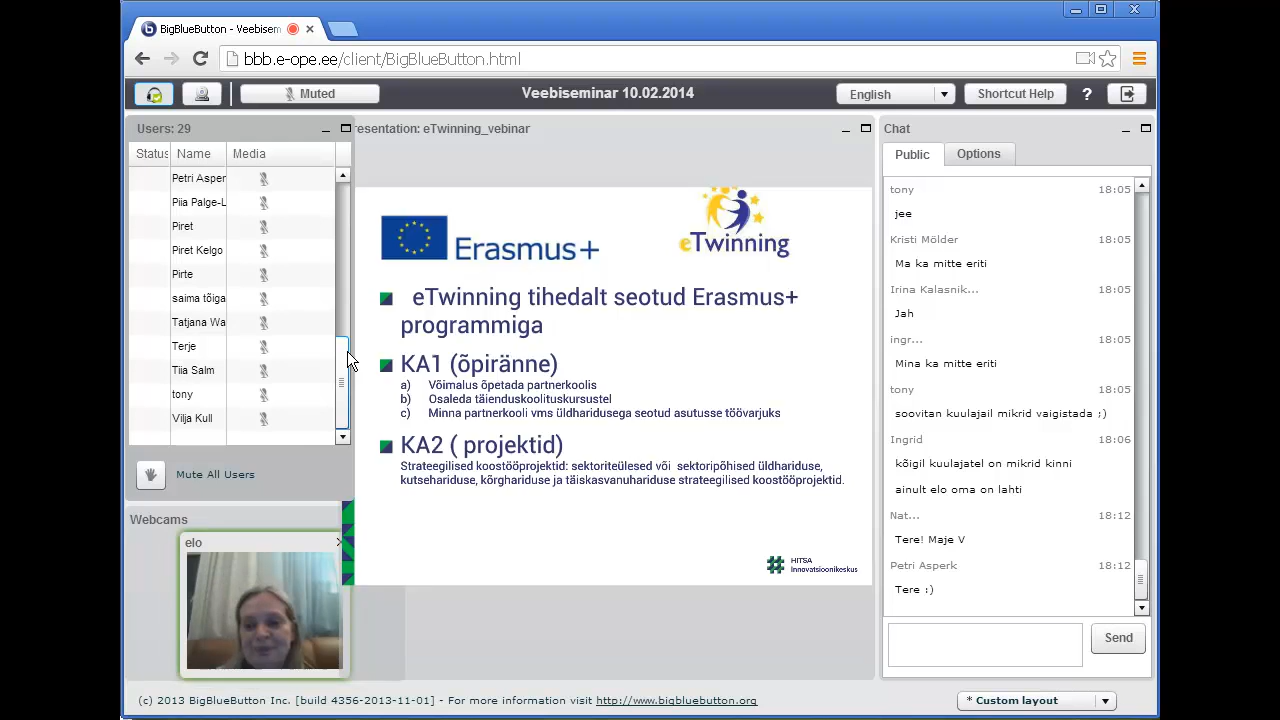 BigBlueButton - Veebisem
bbb.e-ope.ee/client/BigBlueButton.html
Muted
Veebiseminar 10.02.2014
English
Shortcut Help
?
Users: 29
Status Name Media
Petri Asper
Piia Palge-L
Piret
Piret Kelgo
Pirte
saima tõiga
Tatjana Wa
Terje
Tiia Salm
tony
Vilja Kull
Mute All Users
Webcams
elo
resentation: eTwinning_vebinar
Erasmus+
eTwinning
eTwinning tihedalt seotud Erasmus+
programmiga
KA1 (õpiränne)
a) Võimalus õpetada partnerkoolis
b) Osaleda täienduskoolituskursustel
c) Minna partnerkooli vms üldharidusega seotud asutusse töövarjuks
KA2 ( projektid)
Strateegilised koostööprojektid: sektoriteülesed või sektoripõhised üldhariduse,
kutsehariduse, kõrghariduse ja täiskasvanuhariduse strateegilised koostööprojektid.
HITSA
Innovatsioonikeskus
Chat
Public Options
tony 18:05
jee
Kristi Mölder 18:05
Ma ka mitte eriti
Irina Kalasnik... 18:05
Jah
ingr... 18:05
Mina ka mitte eriti
tony 18:05
soovitan kuulajail mikrid vaigistada ;)
Ingrid 18:06
kõigil kuulajatel on mikrid kinni
ainult elo oma on lahti
Nat... 18:12
Tere! Maje V
Petri Asperk 18:12
Tere :)
Send
(c) 2013 BigBlueButton Inc. [build 4356-2013-11-01] - For more information visit http://www.bigbluebutton.org
* Custom layout